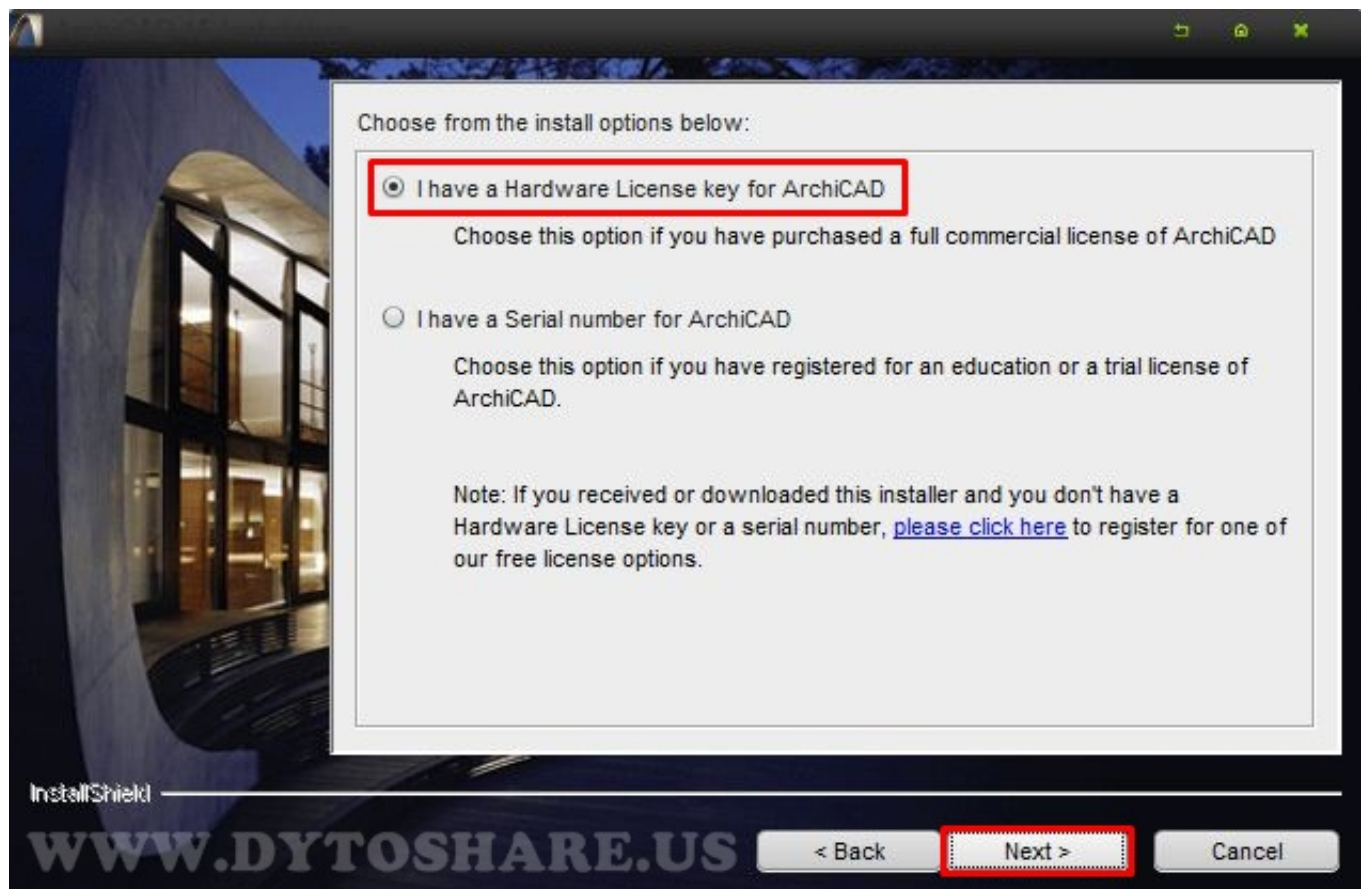 Choose from the install options below:
I have a Hardware License key for ArchiCAD
Choose this option if you have purchased a full commercial license of ArchiCAD
I have a Serial number for ArchiCAD
Choose this option if you have registered for an education or a trial license of
ArchiCAD.
Note: If you received or downloaded this installer and you don't have a
Hardware License key or a serial number, please click here to register for one of
our free license options.
InstallShield
WWW.DYTOSHARE.US
< Back
Next >
Cancel